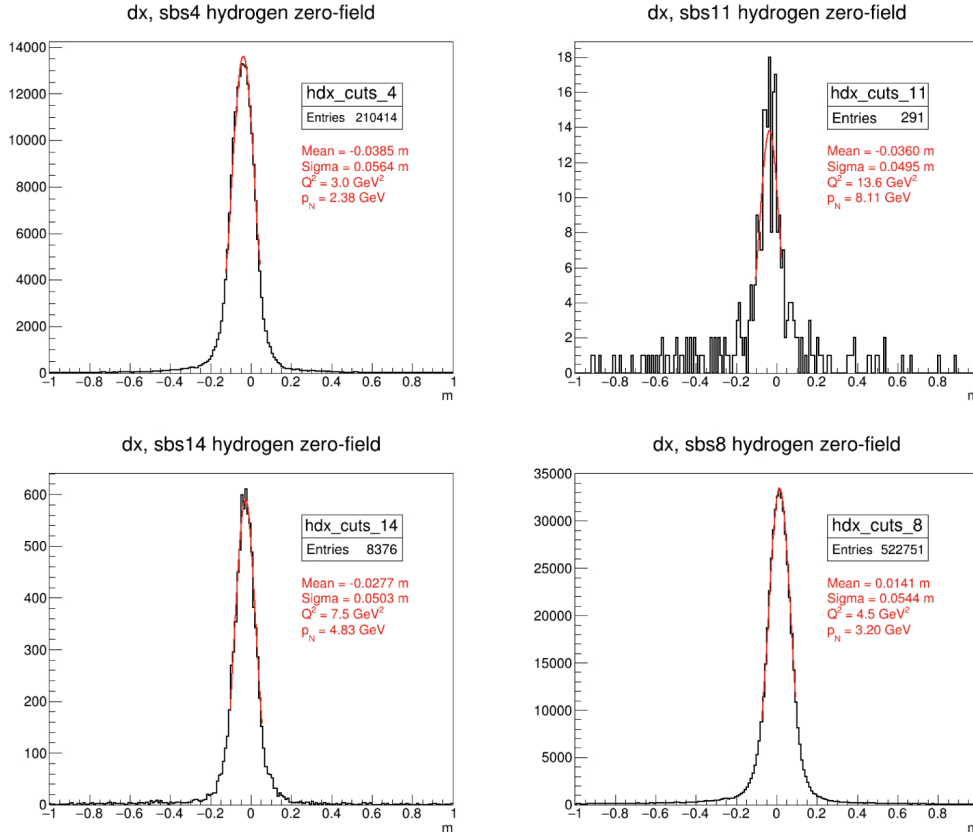 dx, sbs4 hydrogen zero-field
14000
12000
10000
8000
6000
4000
2000
0
hdx_cuts_4
Entries 210414
Mean = -0.0385 m
Sigma = 0.0564 m
Q² = 3.0 GeV²
p_N = 2.38 GeV
−1 −0.8 −0.6 −0.4 −0.2 0 0.2 0.4 0.6 0.8 1
m
dx, sbs11 hydrogen zero-field
18
16
14
12
10
8
6
4
2
0
hdx_cuts_11
Entries 291
Mean = -0.0360 m
Sigma = 0.0495 m
Q² = 13.6 GeV²
p_N = 8.11 GeV
−1 −0.8 −0.6 −0.4 −0.2 0 0.2 0.4 0.6 0.8
m
dx, sbs14 hydrogen zero-field
600
500
400
300
200
100
0
hdx_cuts_14
Entries 8376
Mean = -0.0277 m
Sigma = 0.0503 m
Q² = 7.5 GeV²
p_N = 4.83 GeV
−1 −0.8 −0.6 −0.4 −0.2 0 0.2 0.4 0.6 0.8 1
m
dx, sbs8 hydrogen zero-field
35000
30000
25000
20000
15000
10000
5000
0
hdx_cuts_8
Entries 522751
Mean = 0.0141 m
Sigma = 0.0544 m
Q² = 4.5 GeV²
p_N = 3.20 GeV
−1 −0.8 −0.6 −0.4 −0.2 0 0.2 0.4 0.6 0.8
m